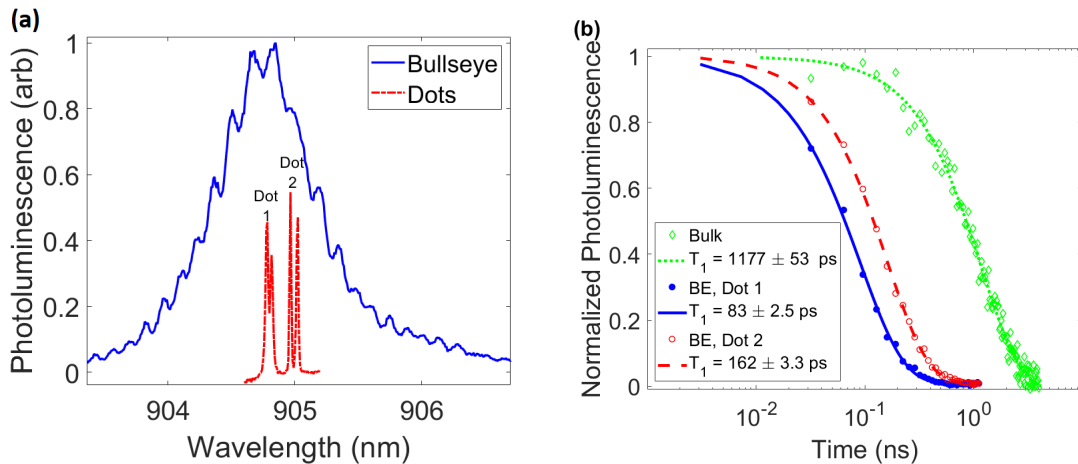 (a)
Photoluminescence (arb)
1
0.8
0.6
0.4
0.2
0
904
905
906
Wavelength (nm)
Bullseye
Dots
Dot
1
Dot
2
(b)
Normalized Photoluminescence
1
0.8
0.6
0.4
0.2
0
10⁻²
10⁻¹
10⁰
Time (ns)
Bulk
T₁ = 1177 ± 53 ps
BE, Dot 1
T₁ = 83 ± 2.5 ps
BE, Dot 2
T₁ = 162 ± 3.3 ps